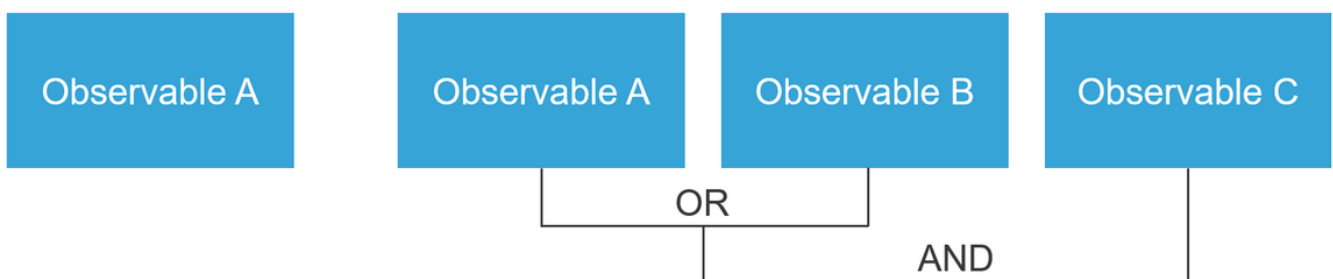 Observable A
Observable A
Observable B
Observable C
OR
AND